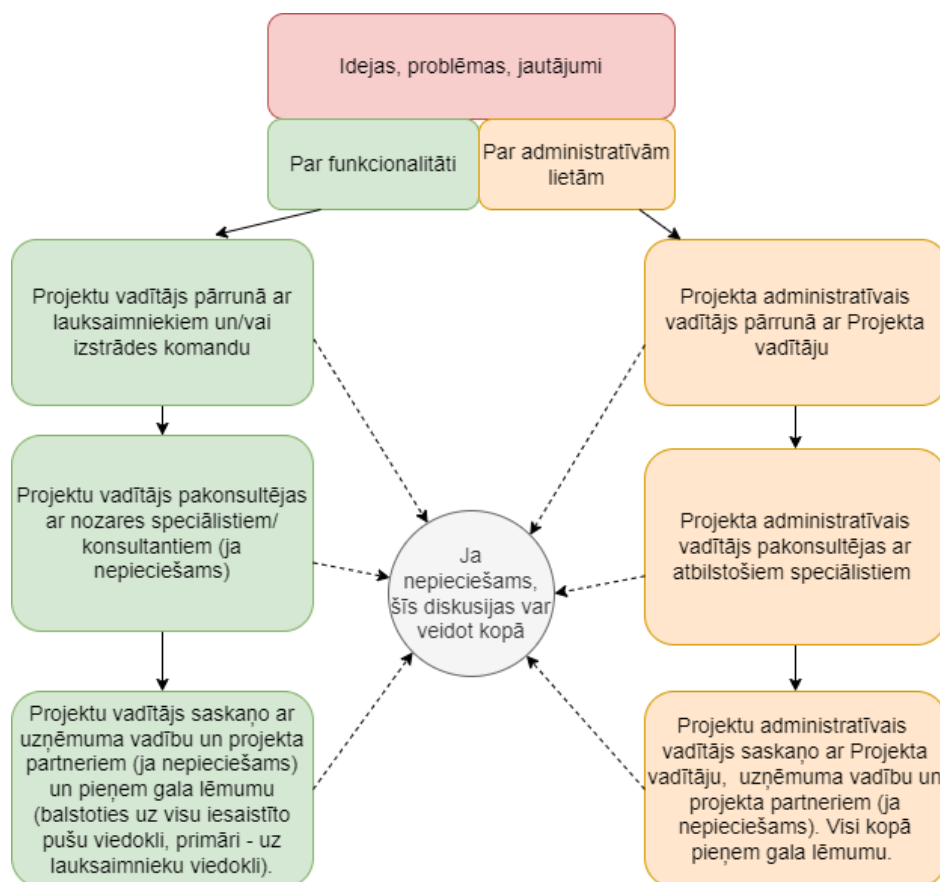 Idejas, problēmas, jautājumi
Par funkcionalitāti
Par administratīvām
lietām
Projektu vadītājs pārrunā ar
lauksaimniekiem un/vai
izstrādes komandu
Projekta administratīvais
vadītājs pārrunā ar Projekta
vadītāju
Projektu vadītājs pakonsultējas
ar nozares speciālistiem/
konsultantiem (ja
nepieciešams)
Projekta administratīvais
vadītājs pakonsultējas ar
atbilstošiem speciālistiem
Ja
nepieciešams,
šīs diskusijas var
veidot kopā
Projektu vadītājs saskaņo ar
uzņēmuma vadību un projekta
partneriem (ja nepieciešams)
un pieņem gala lēmumu
(balstoties uz visu iesaistīto
pušu viedokli, primāri - uz
lauksaimnieku viedokli).
Projektu administratīvais
vadītājs saskaņo ar Projekta
vadītāju, uzņēmuma vadību un
projekta partneriem (ja
nepieciešams). Visi kopā
pieņem gala lēmumu.